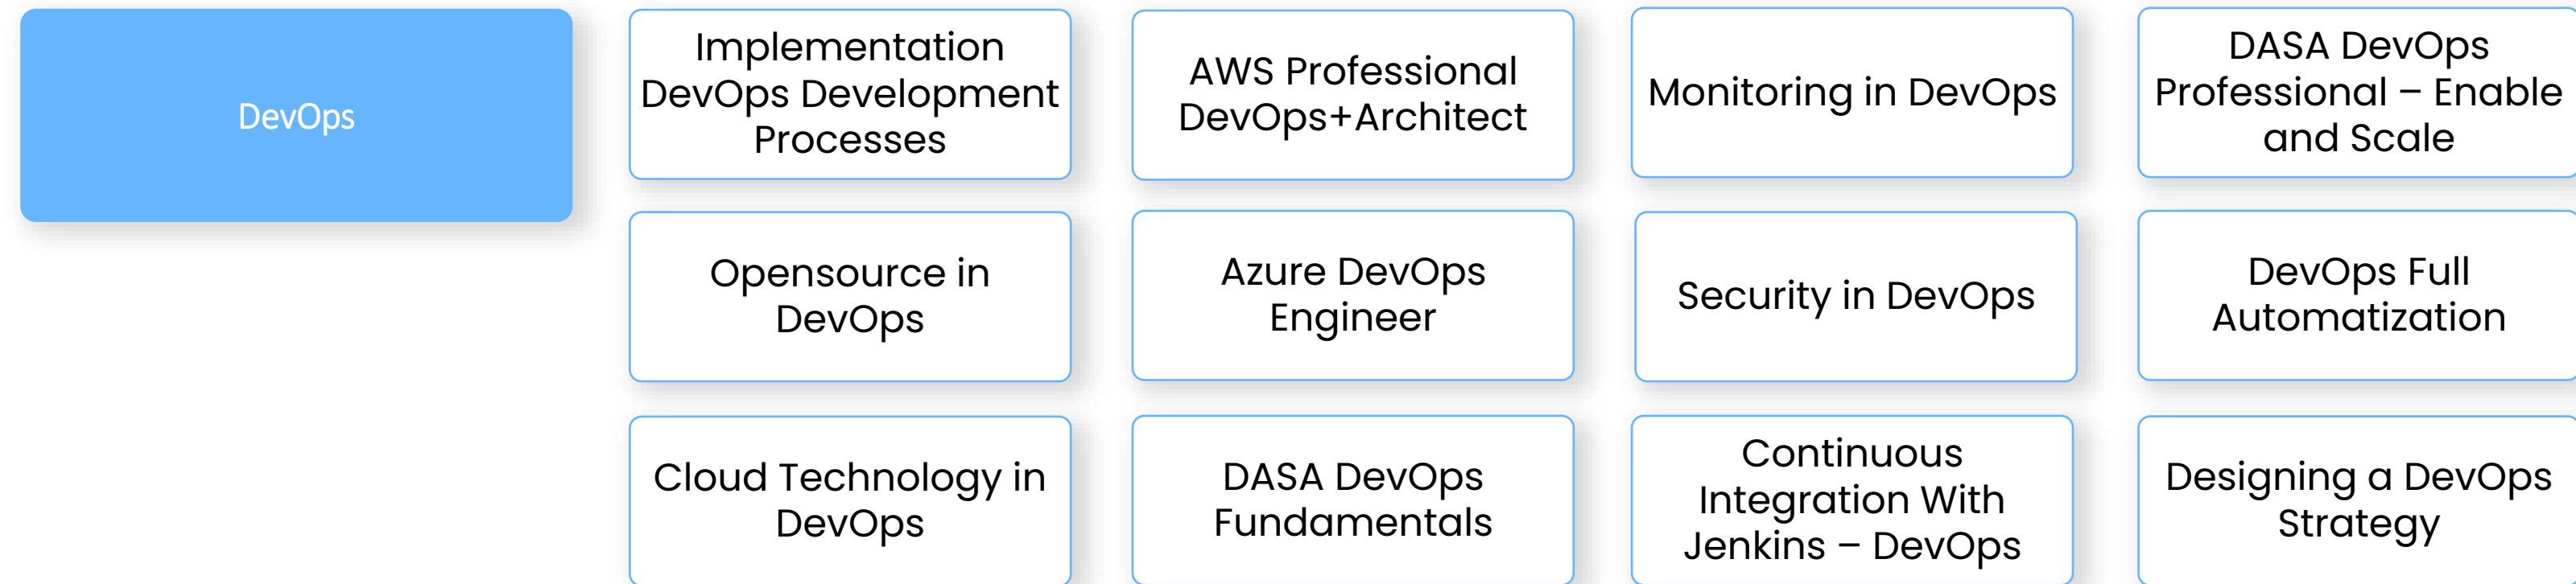 DevOps
Implementation
DevOps Development
Processes
AWS Professional
DevOps+Architect
Monitoring in DevOps
DASA DevOps
Professional – Enable
and Scale
Opensource in
DevOps
Azure DevOps
Engineer
Security in DevOps
DevOps Full
Automatization
Cloud Technology in
DevOps
DASA DevOps
Fundamentals
Continuous
Integration With
Jenkins – DevOps
Designing a DevOps
Strategy